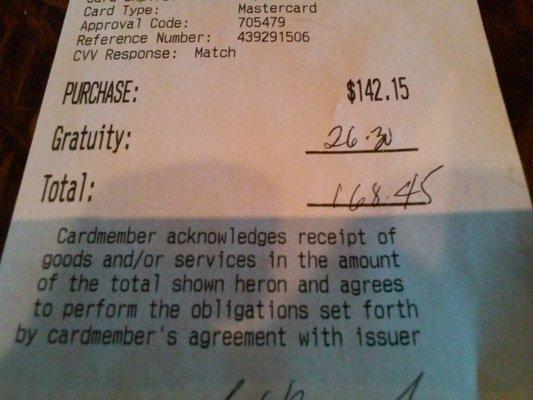 Card Type: Mastercard
Approval Code: 705479
Reference Number: 439291506
CVV Response: Match
PURCHASE: $142.15
Gratuity: 26.30
Total: 168.45
Cardmember acknowledges receipt of
goods and/or services in the amount
of the total shown heron and agrees
to perform the obligations set forth
by cardmember's agreement with issuer